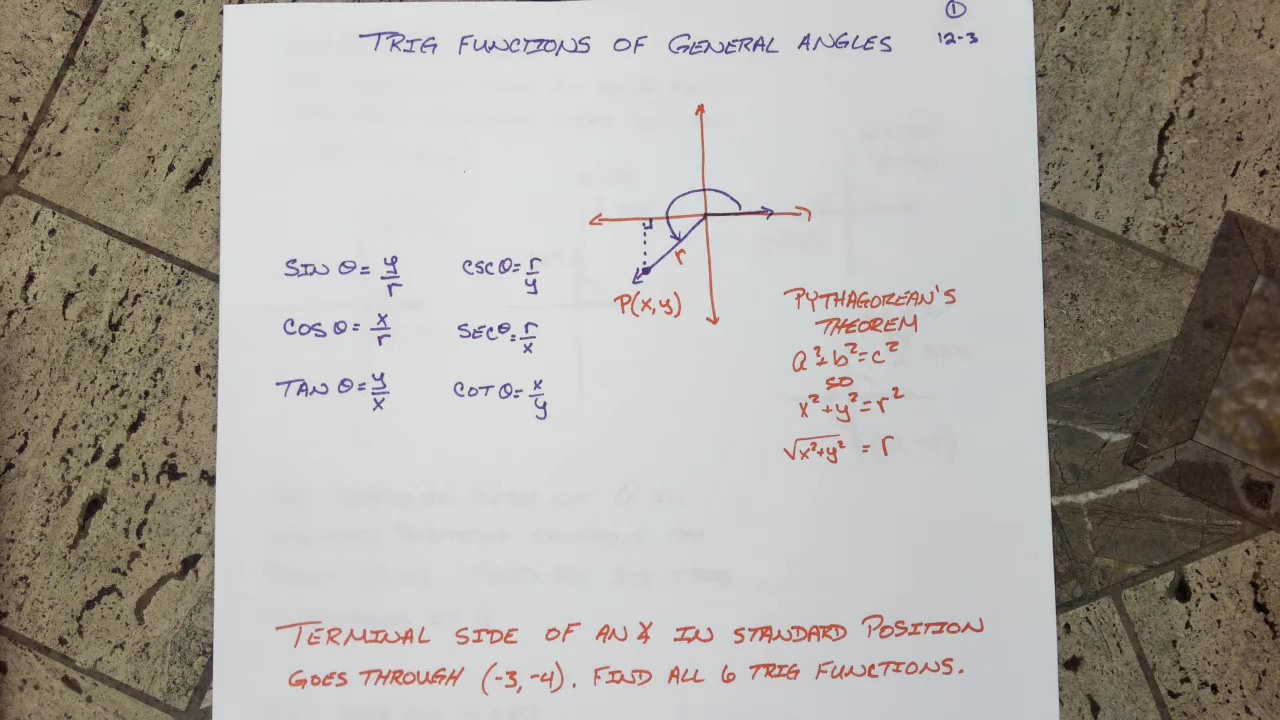 ①
12-3
TRIG FUNCTIONS OF GENERAL ANGLES
r
P(x,y)
SIN θ = y/r
CSC θ = r/y
COS θ = x/r
SEC θ = r/x
TAN θ = y/x
COT θ = x/y
PYTHAGOREAN'S
THEOREM
a²+b²=c²
SO
x²+y²=r²
√x²+y² = r
TERMINAL SIDE OF AN ∡ IN STANDARD POSITION
GOES THROUGH (-3,-4). FIND ALL 6 TRIG FUNCTIONS.